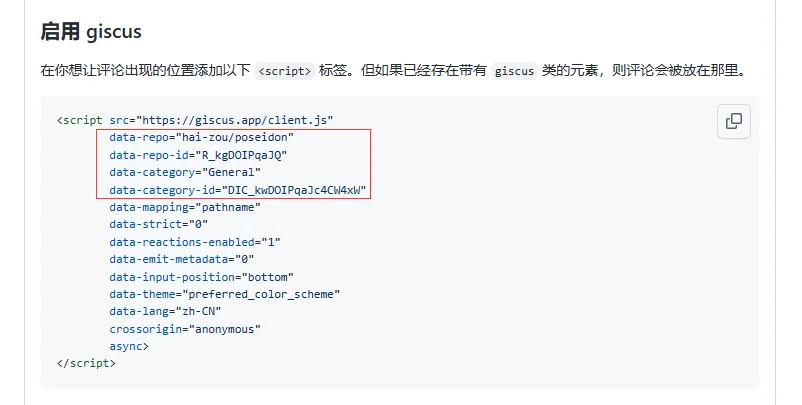 启用 giscus
在你想让评论出现的位置添加以下 <script> 标签。但如果已经存在带有 giscus 类的元素，则评论会被放在那里。
<script src="https://giscus.app/client.js"
data-repo="hai-zou/poseidon"
data-repo-id="R_kgDOIPqaJQ"
data-category="General"
data-category-id="DIC_kwDOIPqaJc4CW4xW"
data-mapping="pathname"
data-strict="0"
data-reactions-enabled="1"
data-emit-metadata="0"
data-input-position="bottom"
data-theme="preferred_color_scheme"
data-lang="zh-CN"
crossorigin="anonymous"
async>
</script>